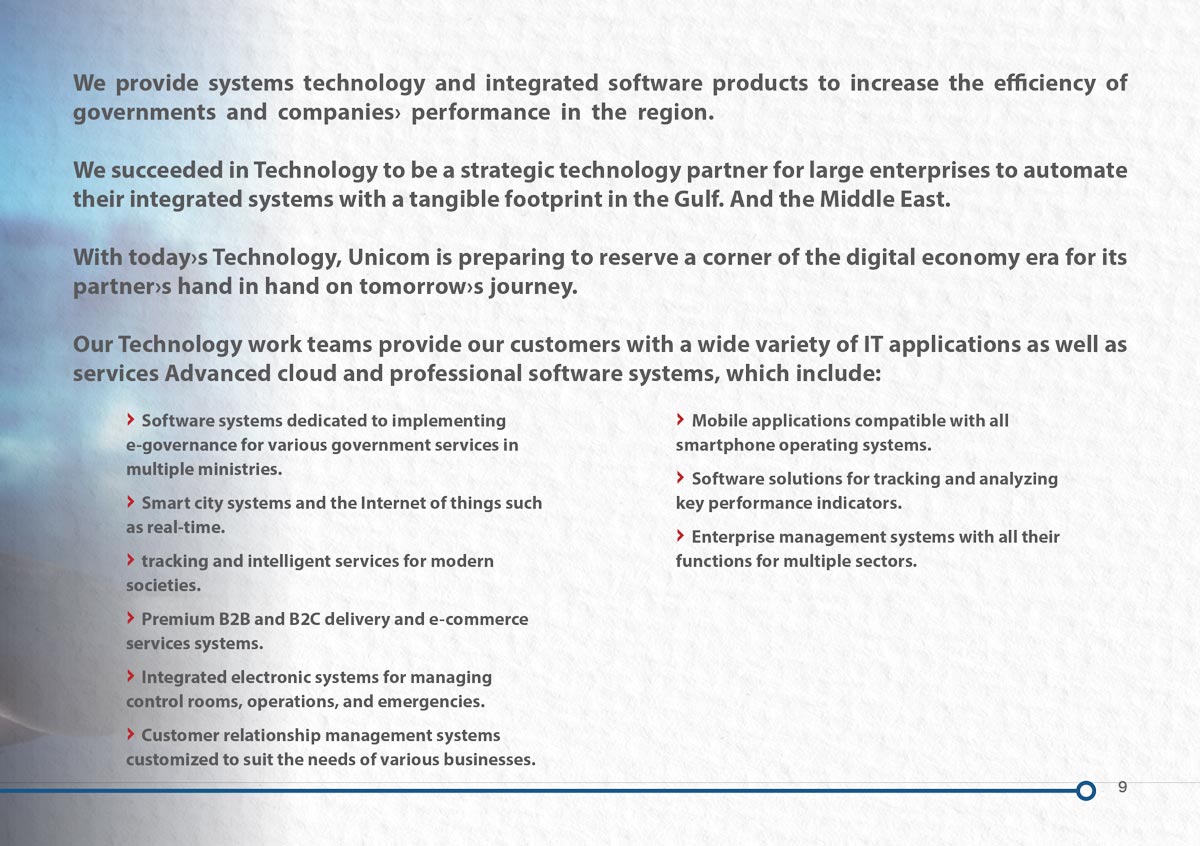 We provide systems technology and integrated software products to increase the efficiency of
governments and companies› performance in the region.
We succeeded in Technology to be a strategic technology partner for large enterprises to automate
their integrated systems with a tangible footprint in the Gulf. And the Middle East.
With today›s Technology, Unicom is preparing to reserve a corner of the digital economy era for its
partner›s hand in hand on tomorrow›s journey.
Our Technology work teams provide our customers with a wide variety of IT applications as well as
services Advanced cloud and professional software systems, which include:
› Software systems dedicated to implementing
e-governance for various government services in
multiple ministries.
› Smart city systems and the Internet of things such
as real-time.
› tracking and intelligent services for modern
societies.
› Premium B2B and B2C delivery and e-commerce
services systems.
› Integrated electronic systems for managing
control rooms, operations, and emergencies.
› Customer relationship management systems
customized to suit the needs of various businesses.
› Mobile applications compatible with all
smartphone operating systems.
› Software solutions for tracking and analyzing
key performance indicators.
› Enterprise management systems with all their
functions for multiple sectors.
9